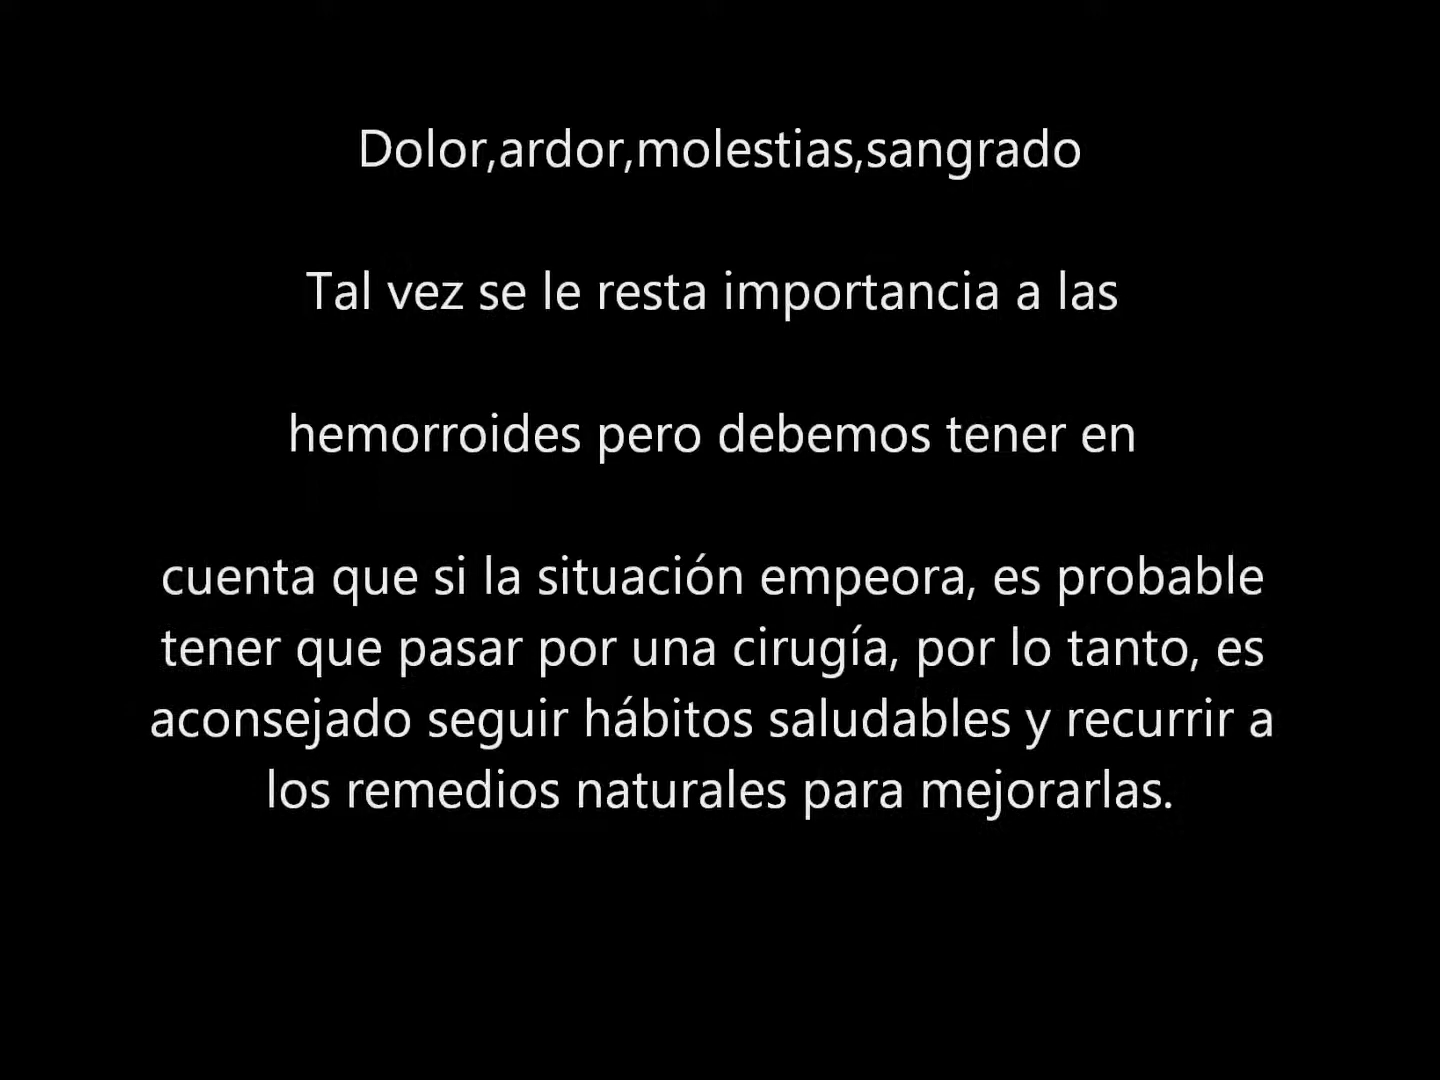 Dolor,ardor,molestias,sangrado
Tal vez se le resta importancia a las
hemorroides pero debemos tener en
cuenta que si la situación empeora, es probable
tener que pasar por una cirugía, por lo tanto, es
aconsejado seguir hábitos saludables y recurrir a
los remedios naturales para mejorarlas.